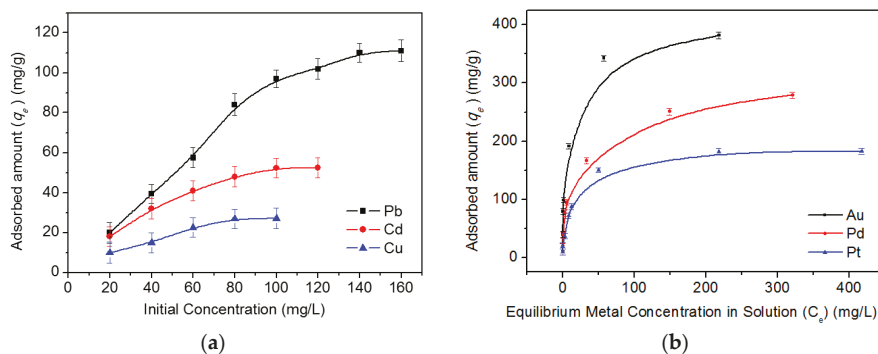 Adsorbed amount (qe) (mg/g)
120
100
80
60
40
20
0
Pb
Cd
Cu
0 20 40 60 80 100 120 140 160
Initial Concentration (mg/L)
(a)
Adsorbed amount (qe) (mg/g)
400
300
200
100
0
Au
Pd
Pt
0 100 200 300 400
Equilibrium Metal Concentration in Solution (Ce) (mg/L)
(b)